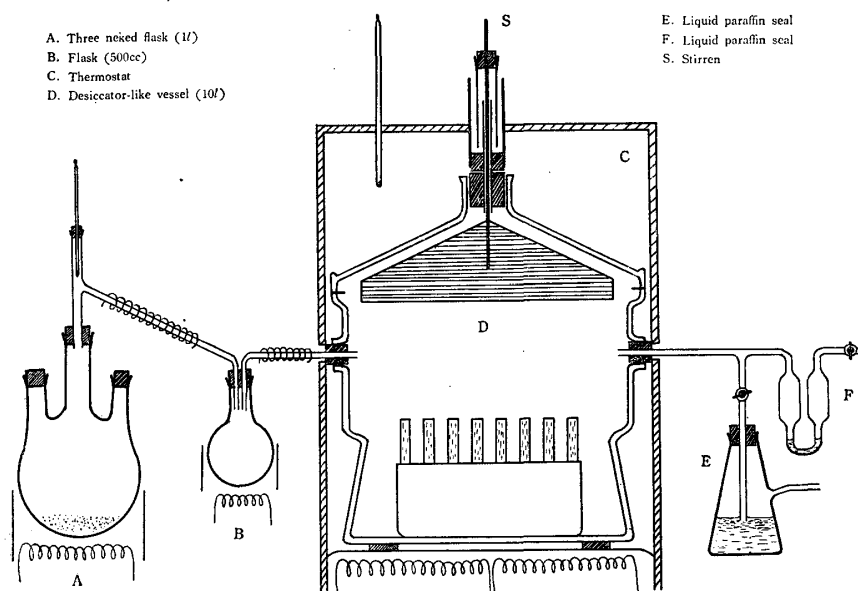 A. Three necked flask (1l)
B. Flask (500cc)
C. Thermostat
D. Desiccator-like vessel (10l)
E. Liquid paraffin seal
F. Liquid paraffin seal
S. Stirren
S
C
D
F
E
B
A